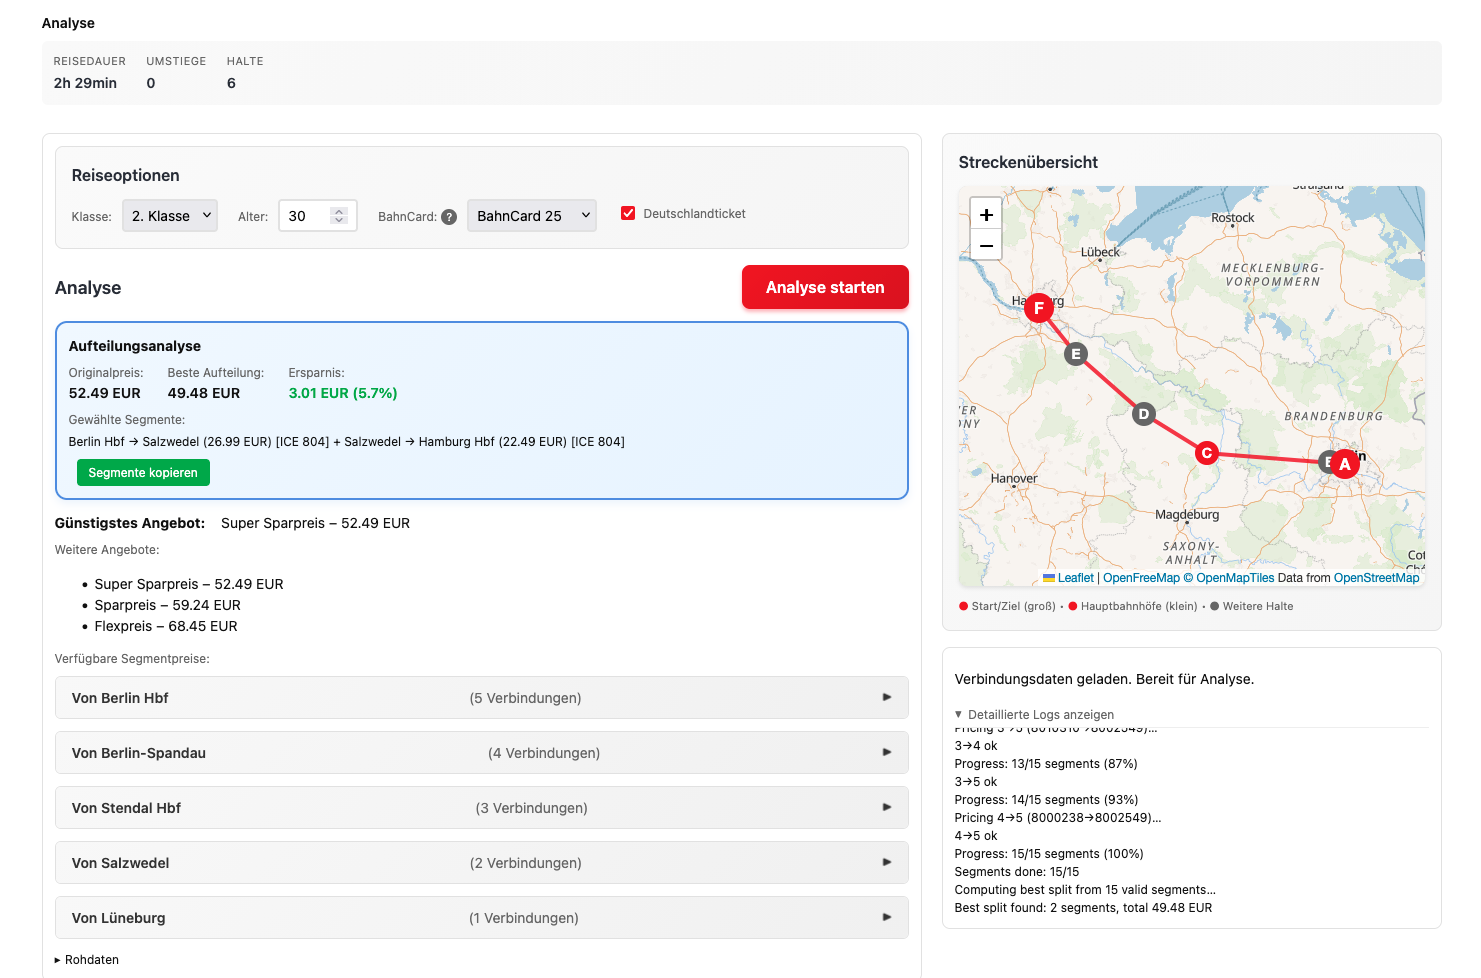 Analyse
REISEDAUER UMSTIEGE HALTE
2h 29min 0 6
Reiseoptionen
Klasse: 2. Klasse Alter: 30 BahnCard: ? BahnCard 25 Deutschlandticket
Analyse Analyse starten
Aufteilungsanalyse
Originalpreis: Beste Aufteilung: Ersparnis:
52.49 EUR 49.48 EUR 3.01 EUR (5.7%)
Gewählte Segmente:
Berlin Hbf → Salzwedel (26.99 EUR) [ICE 804] + Salzwedel → Hamburg Hbf (22.49 EUR) [ICE 804]
Segmente kopieren
Günstigstes Angebot: Super Sparpreis – 52.49 EUR
Weitere Angebote:
• Super Sparpreis – 52.49 EUR
• Sparpreis – 59.24 EUR
• Flexpreis – 68.45 EUR
Verfügbare Segmentpreise:
Von Berlin Hbf (5 Verbindungen) ►
Von Berlin-Spandau (4 Verbindungen) ►
Von Stendal Hbf (3 Verbindungen) ►
Von Salzwedel (2 Verbindungen) ►
Von Lüneburg (1 Verbindungen) ►
▸ Rohdaten
Streckenübersicht
+
−
Rostock
Lübeck
MECKLENBURG-
VORPOMMERN
F
E
D
BRANDENBURG
C
A
Hanover
Magdeburg
SAXONY-
ANHALT
Leaflet | OpenFreeMap © OpenMapTiles Data from OpenStreetMap
Start/Ziel (groß) • Hauptbahnhöfe (klein) • Weitere Halte
Verbindungsdaten geladen. Bereit für Analyse.
▼ Detaillierte Logs anzeigen
Pricing 3→5 (8010310→8002549)...
3→4 ok
Progress: 13/15 segments (87%)
3→5 ok
Progress: 14/15 segments (93%)
Pricing 4→5 (8000238→8002549)...
4→5 ok
Progress: 15/15 segments (100%)
Segments done: 15/15
Computing best split from 15 valid segments...
Best split found: 2 segments, total 49.48 EUR